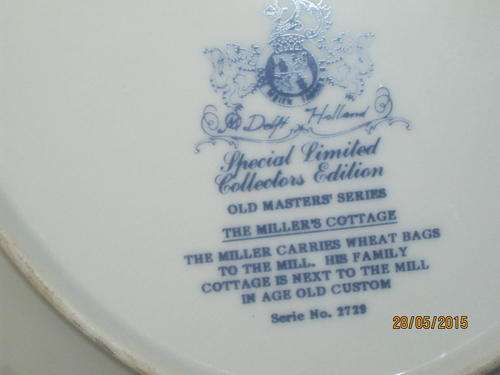 Delft Holland
Special Limited
Collectors Edition
OLD MASTERS' SERIES
THE MILLER'S COTTAGE
THE MILLER CARRIES WHEAT BAGS
TO THE MILL. HIS FAMILY
COTTAGE IS NEXT TO THE MILL
IN AGE OLD CUSTOM
Serie No. 2729
28/05/2015